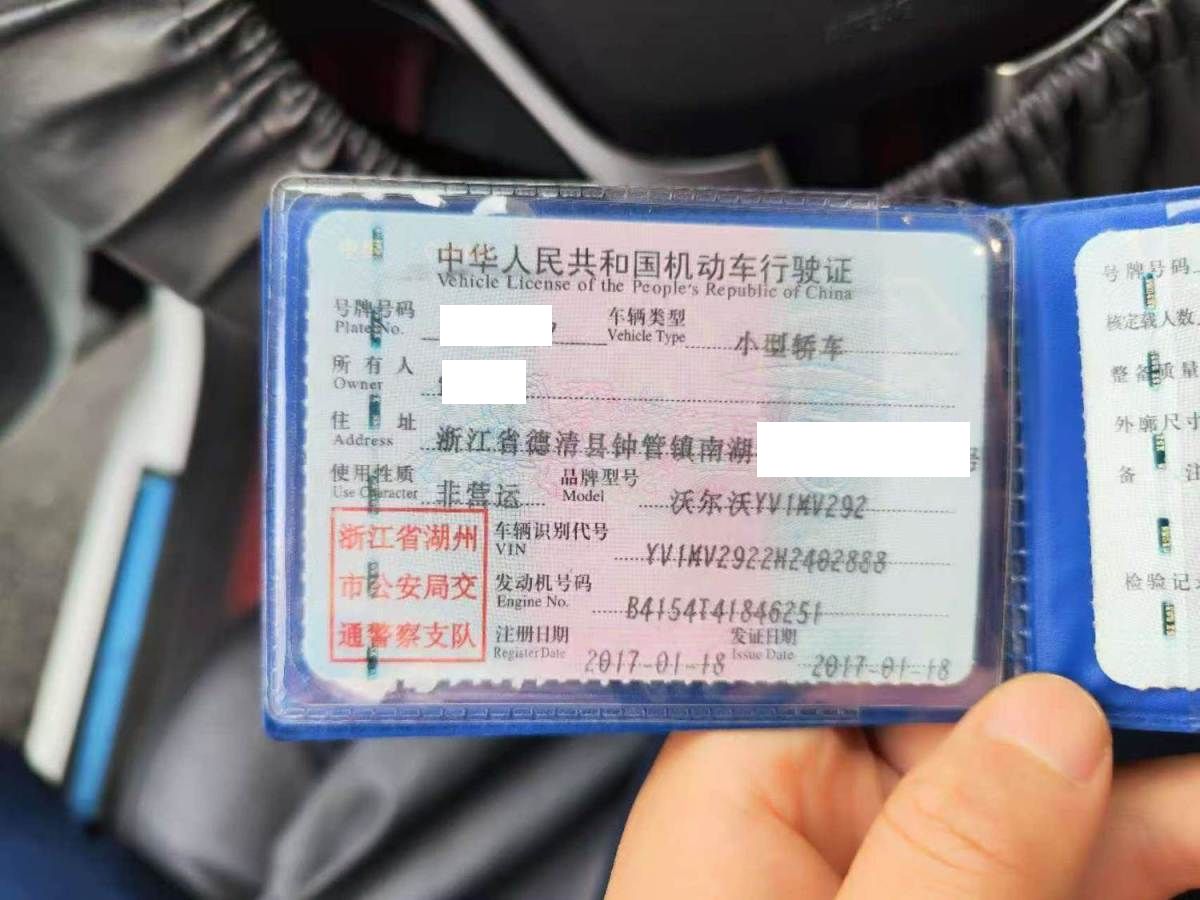 中华人民共和国机动车行驶证
Vehicle License of the People's Republic of China
号牌号码 车辆类型 小型轿车
Plate No. Vehicle Type
所有人
Owner
住址 浙江省德清县钟管镇南湖
Address
使用性质 非营运 品牌型号 沃尔沃YV1MV292
Use Character Model
浙江省湖州
市公安局交
通警察支队
车辆识别代号 YV1MV2922H2402888
VIN
发动机号码 B4154T41846251
Engine No.
注册日期 2017-01-18 发证日期 2017-01-18
Register Date Issue Date
号牌号码
核定载人数
整备质量
外廓尺寸
备 注
检验记